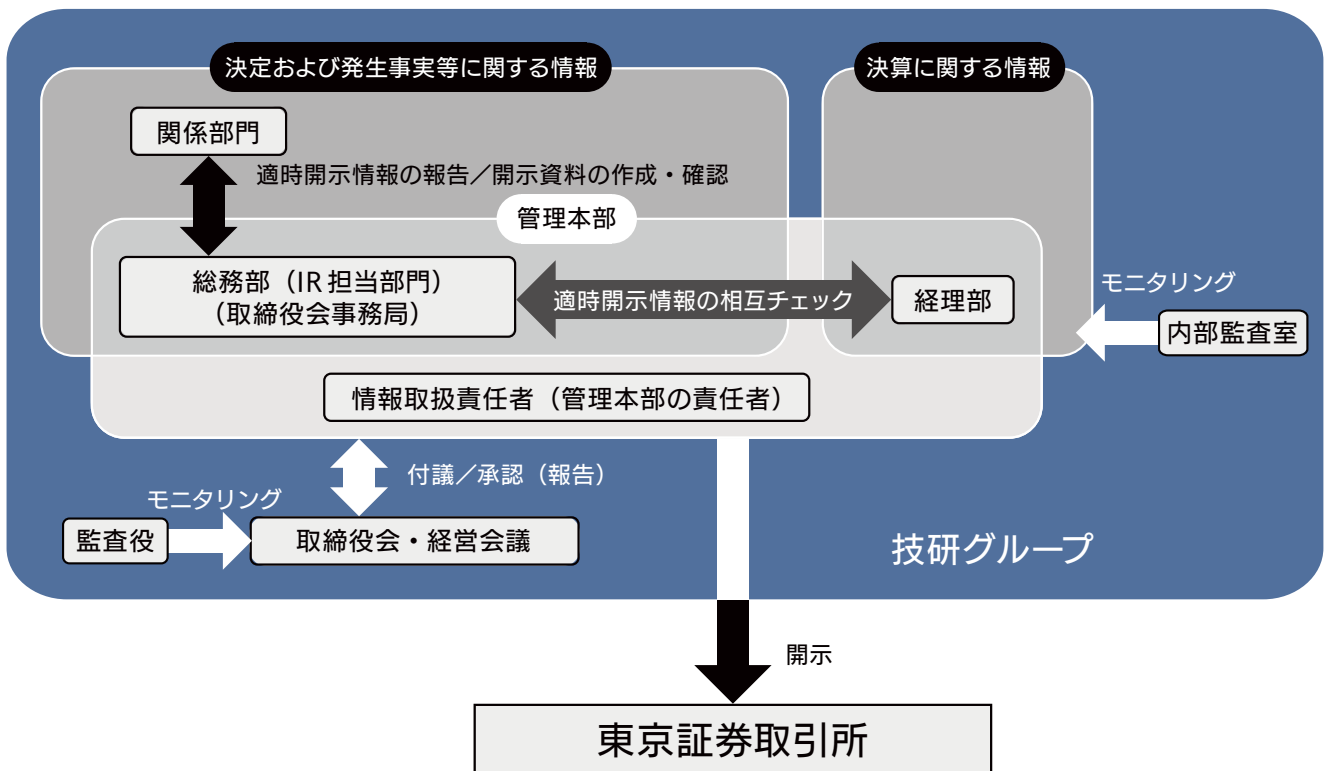 決定および発生事実等に関する情報
決算に関する情報
関係部門
適時開示情報の報告／開示資料の作成・確認
管理本部
総務部（IR 担当部門）
（取締役会事務局）
適時開示情報の相互チェック
経理部
モニタリング
内部監査室
情報取扱責任者（管理本部の責任者）
付議／承認（報告）
モニタリング
監査役
取締役会・経営会議
技研グループ
開示
東京証券取引所